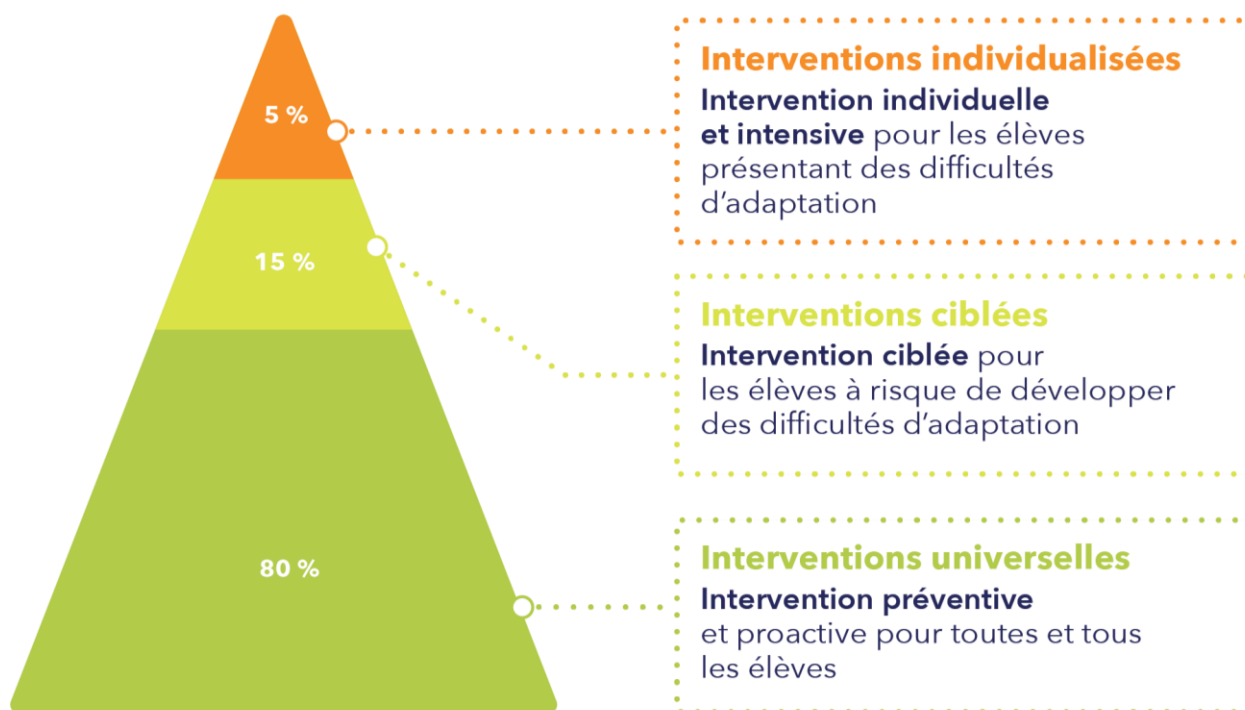 5 %
Interventions individualisées
Intervention individuelle
et intensive pour les élèves
présentant des difficultés
d’adaptation
15 %
Interventions ciblées
Intervention ciblée pour
les élèves à risque de développer
des difficultés d’adaptation
80 %
Interventions universelles
Intervention préventive
et proactive pour toutes et tous
les élèves